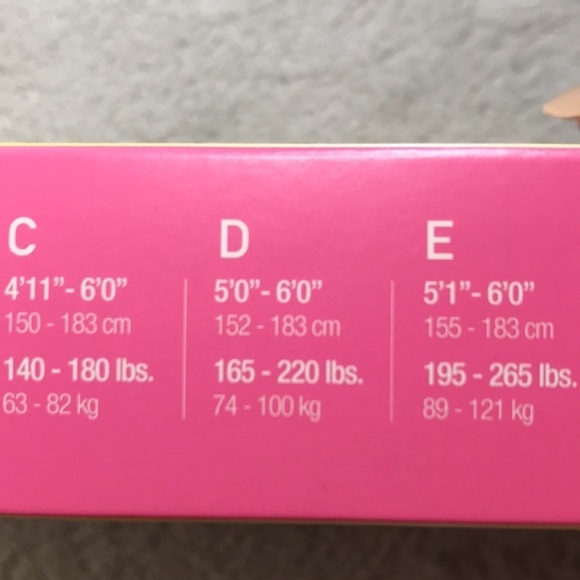 C
4'11”- 6'0”
150 - 183 cm
140 - 180 lbs.
63 - 82 kg
D
5'0”- 6'0”
152 - 183 cm
165 - 220 lbs.
74 - 100 kg
E
5'1”- 6'0”
155 - 183 cm
195 - 265 lbs.
89 - 121 kg